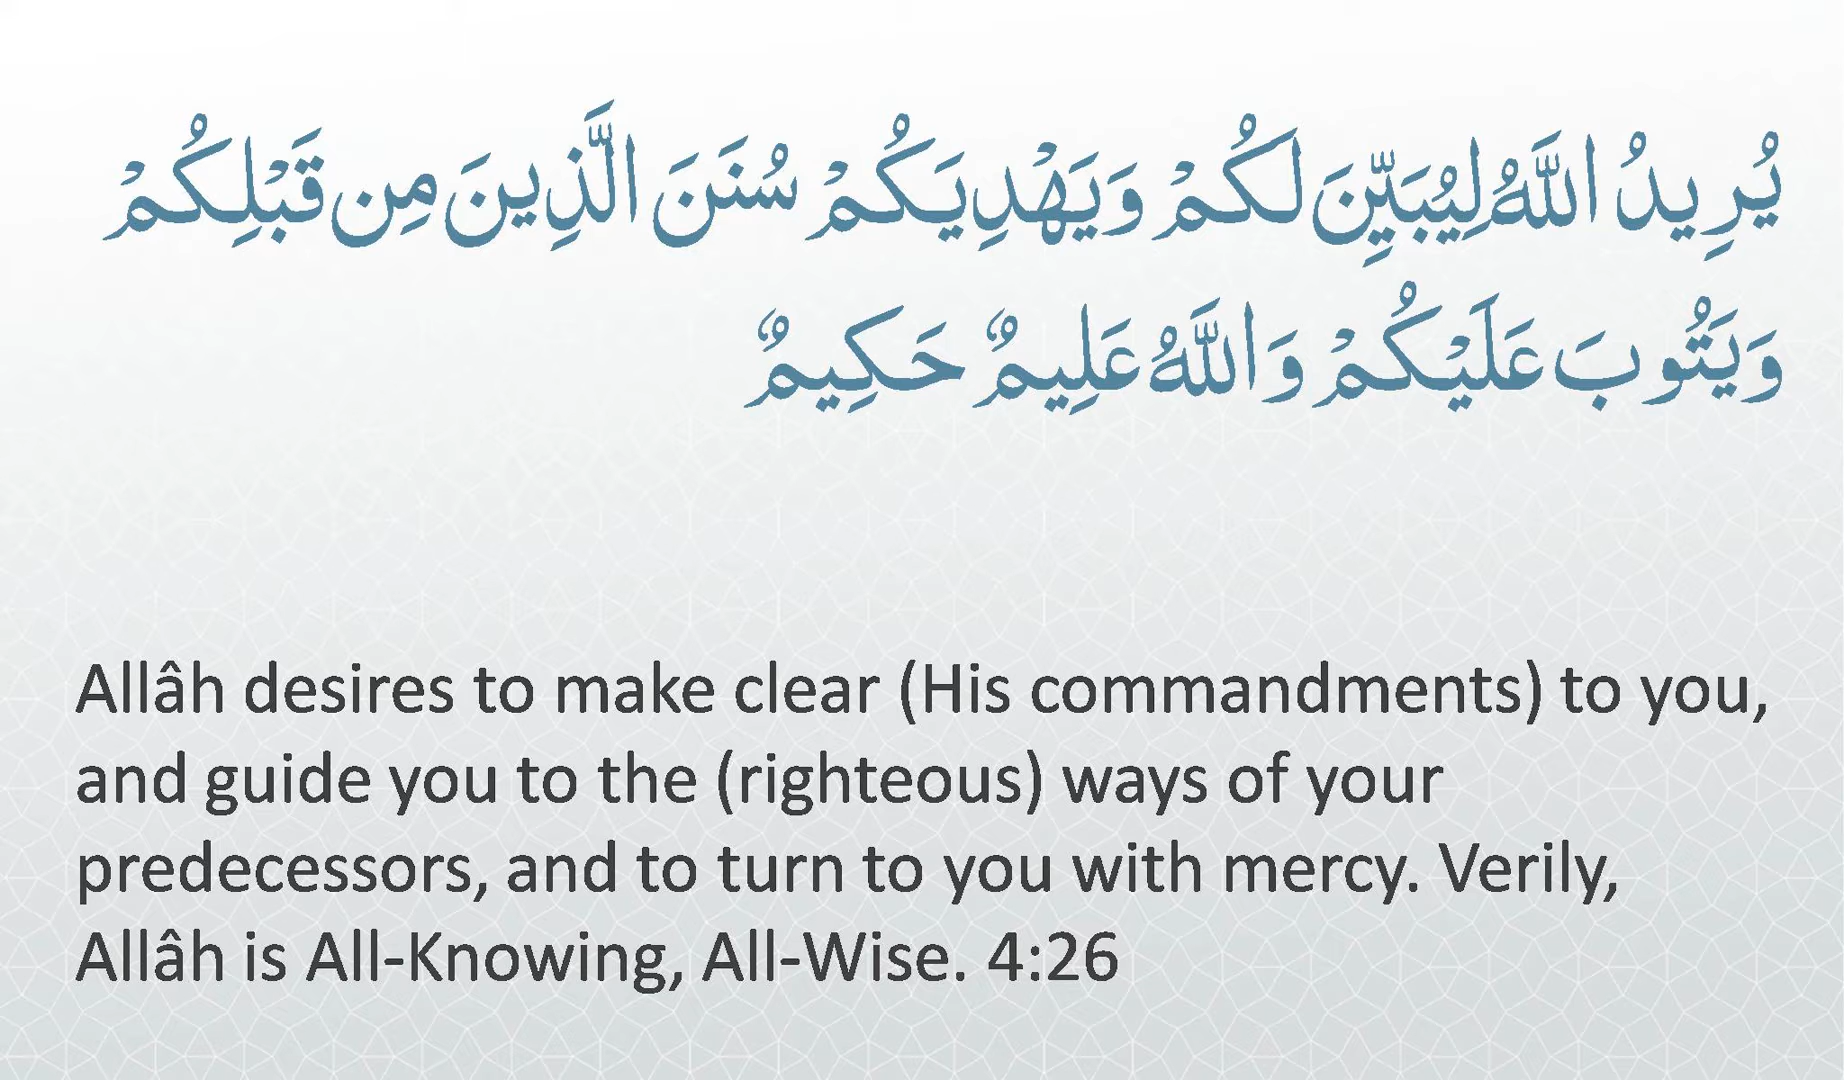 يُرِيدُ اللَّهُ لِيُبَيِّنَ لَكُمْ وَيَهْدِيَكُمْ سُنَنَ الَّذِينَ مِن قَبْلِكُمْ
وَيَتُوبَ عَلَيْكُمْ وَاللَّهُ عَلِيمٌ حَكِيمٌ
Allâh desires to make clear (His commandments) to you,
and guide you to the (righteous) ways of your
predecessors, and to turn to you with mercy. Verily,
Allâh is All-Knowing, All-Wise. 4:26